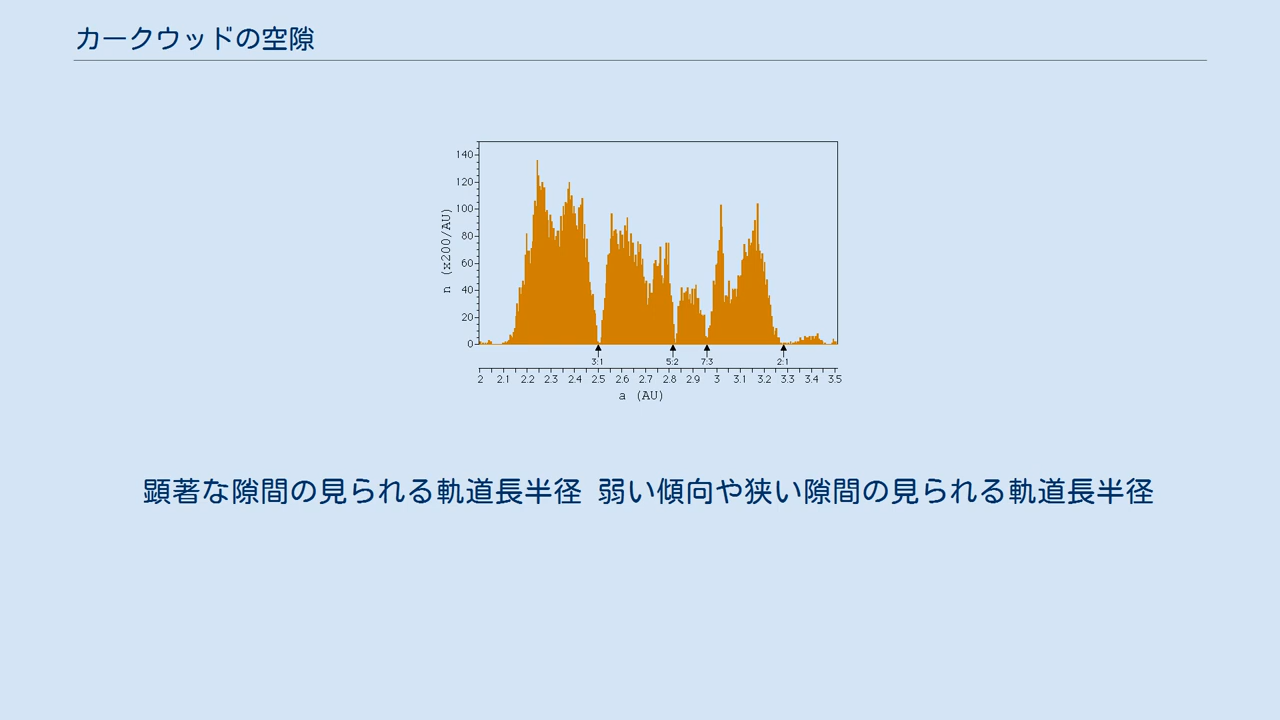 カークウッドの空隙
140
120
100
80
60
40
20
0
n (x200/AU)
3:1 5:2 7:3 2:1
2 2.1 2.2 2.3 2.4 2.5 2.6 2.7 2.8 2.9 3 3.1 3.2 3.3 3.4 3.5
a (AU)
顕著な隙間の見られる軌道長半径 弱い傾向や狭い隙間の見られる軌道長半径